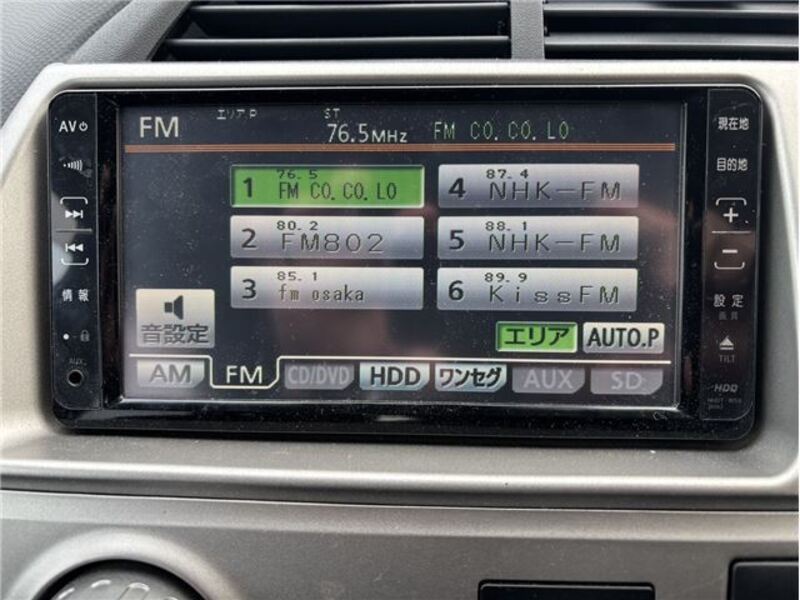 AV
FM エリア.P ST 76.5MHz FM CO.CO.LO
現在地
目的地
1 76.5 FM CO.CO.LO
4 87.4 NHK-FM
2 80.2 FM802
5 88.1 NHK-FM
3 85.1 fm osaka
6 89.9 KissFM
+
−
情報
設定
画質
音設定
エリア AUTO.P
TILT
AUX
AM FM CD/DVD HDD ワンセグ AUX SD
HDD